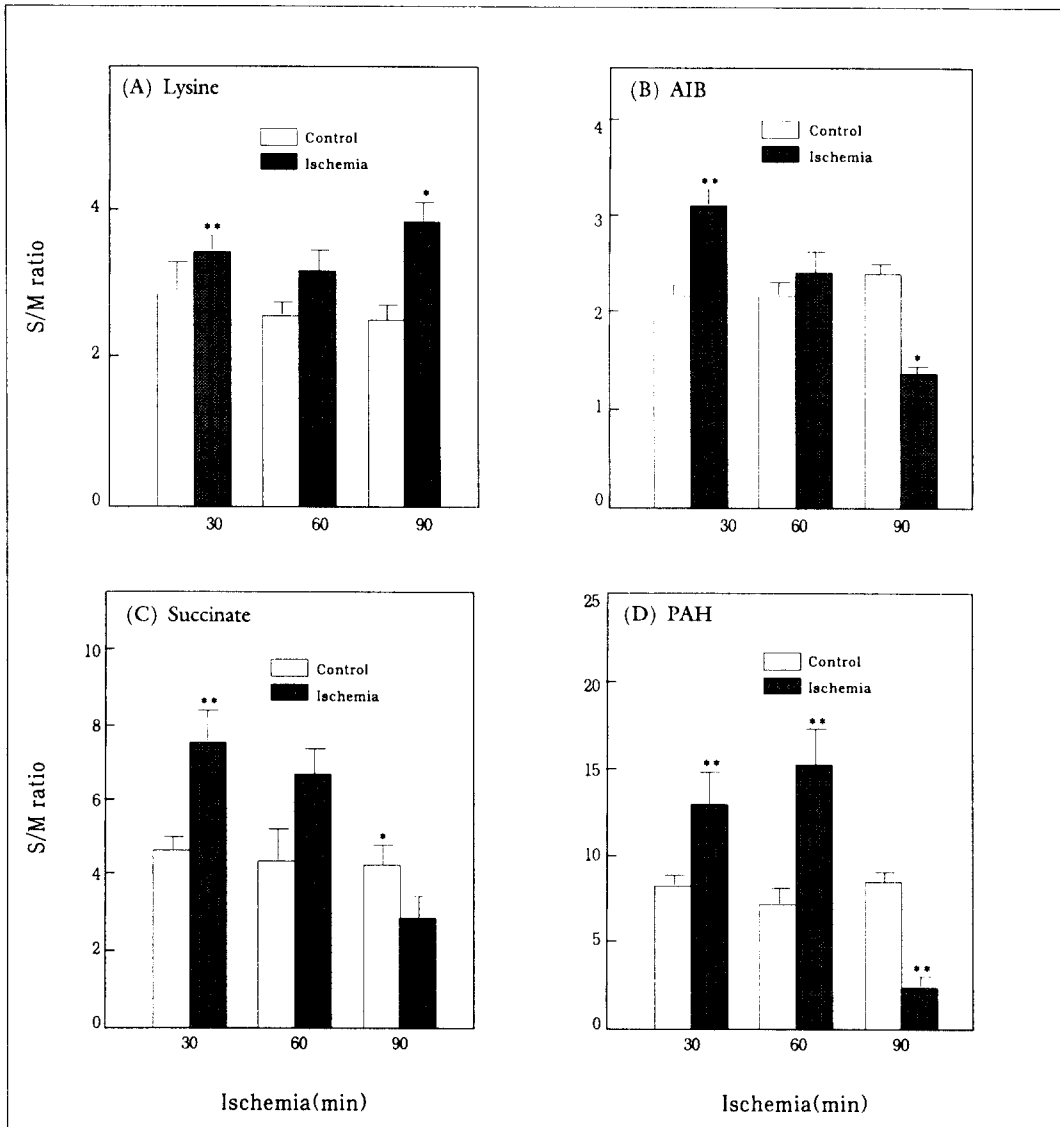 (A) Lysine
Control
Ischemia
**
*
4
2
0
S/M ratio
30 60 90
(B) AIB
Control
Ischemia
**
*
4
3
2
1
0
30 60 90
(C) Succinate
Control
Ischemia
**
*
10
8
6
4
2
0
S/M ratio
30 60 90
Ischemia(min)
(D) PAH
Control
Ischemia
**
**
**
25
20
15
10
5
0
30 60 90
Ischemia(min)